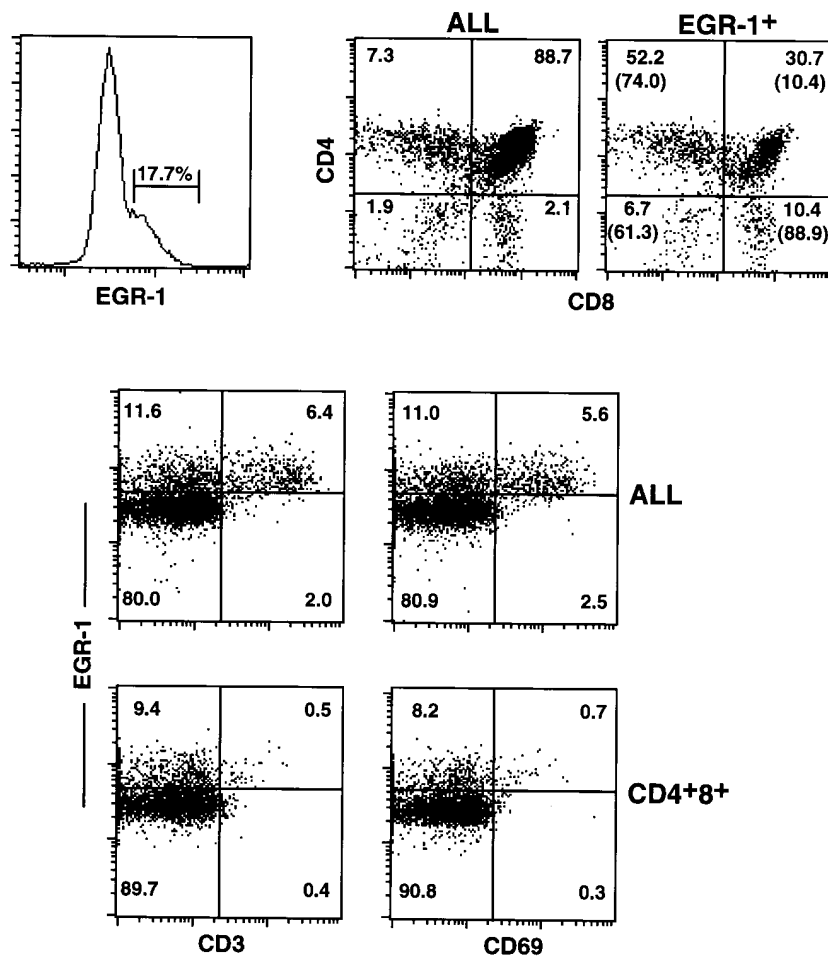 ALL
EGR-1+
17.7%
EGR-1
CD4
7.3
88.7
1.9
2.1
52.2
(74.0)
30.7
(10.4)
6.7
(61.3)
10.4
(88.9)
CD8
11.6
6.4
80.0
2.0
11.0
5.6
80.9
2.5
ALL
EGR-1
9.4
0.5
89.7
0.4
8.2
0.7
90.8
0.3
CD4+8+
CD3
CD69